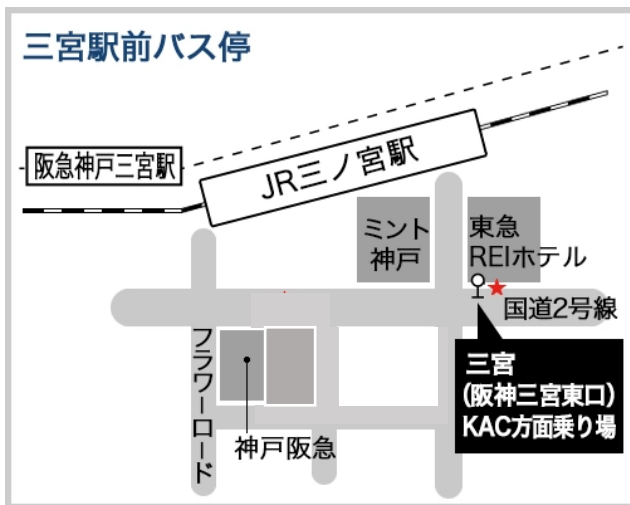 三宮駅前バス停
阪急神戸三宮駅
JR三ノ宮駅
ミント
神戸
東急
REIホテル
国道2号線
フラワーロード
神戸阪急
三宮
(阪神三宮東口)
KAC方面乗り場